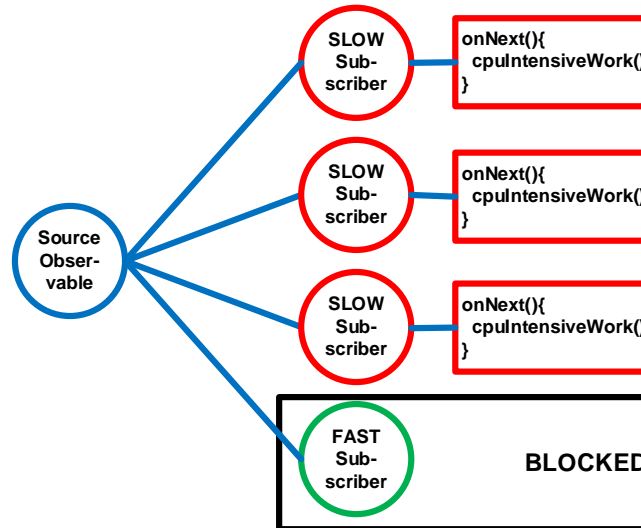 SLOW
Sub-
scriber
onNext(){
cpuIntensiveWork()
}
SLOW
Sub-
scriber
onNext(){
cpuIntensiveWork()
}
Source
Obser-
vable
SLOW
Sub-
scriber
onNext(){
cpuIntensiveWork()
}
FAST
Sub-
scriber
BLOCKED